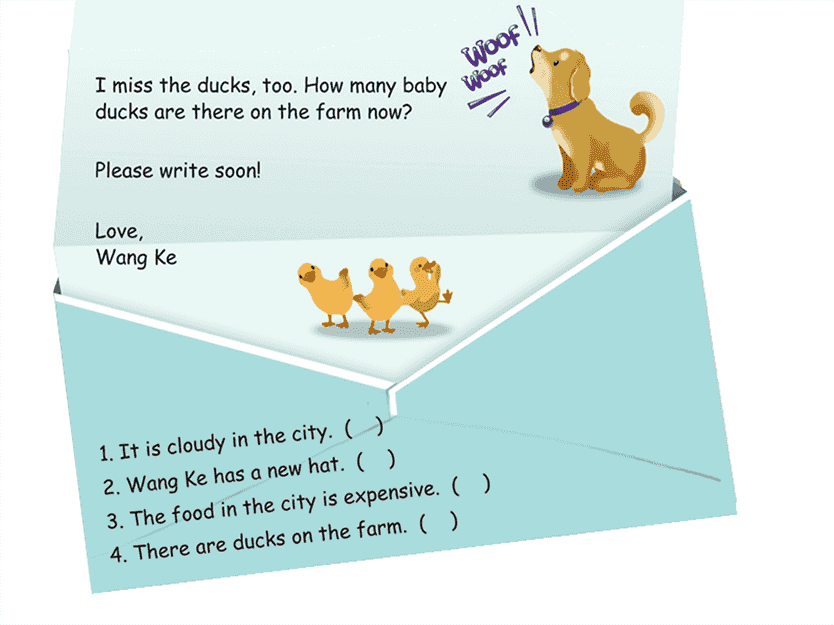 Woof
Woof
I miss the ducks, too. How many baby
ducks are there on the farm now?
Please write soon!
Love,
Wang Ke
1. It is cloudy in the city. (   )
2. Wang Ke has a new hat. (   )
3. The food in the city is expensive. (   )
4. There are ducks on the farm. (   )